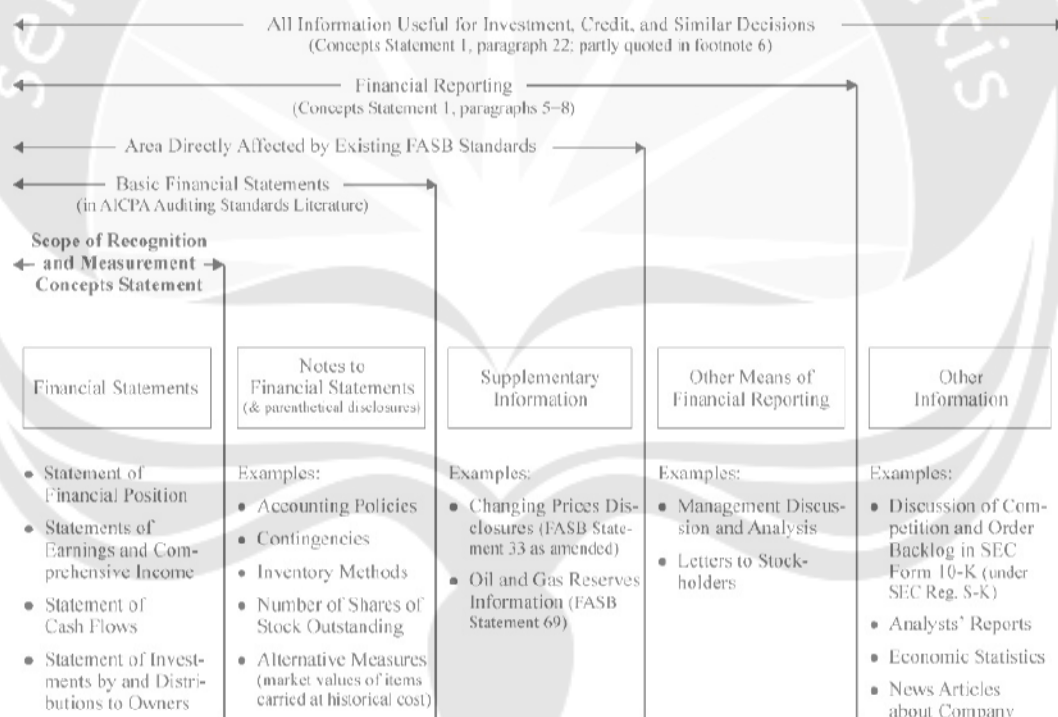 All Information Useful for Investment, Credit, and Similar Decisions
(Concepts Statement 1, paragraph 22; partly quoted in footnote 6)
Financial Reporting
(Concepts Statement 1, paragraphs 5–8)
Area Directly Affected by Existing FASB Standards
Basic Financial Statements
(in AICPA Auditing Standards Literature)
Scope of Recognition
and Measurement
Concepts Statement
Financial Statements
• Statement of
Financial Position
• Statements of
Earnings and Com-
prehensive Income
• Statement of
Cash Flows
• Statement of Invest-
ments by and Distri-
butions to Owners
Notes to
Financial Statements
(& parenthetical disclosures)
Examples:
• Accounting Policies
• Contingencies
• Inventory Methods
• Number of Shares of
Stock Outstanding
• Alternative Measures
(market values of items
carried at historical cost)
Supplementary
Information
Examples:
• Changing Prices Dis-
closures (FASB State-
ment 33 as amended)
• Oil and Gas Reserves
Information (FASB
Statement 69)
Other Means of
Financial Reporting
Examples:
• Management Discus-
sion and Analysis
• Letters to Stock-
holders
Other
Information
Examples:
• Discussion of Com-
petition and Order
Backlog in SEC
Form 10-K (under
SEC Reg. S-K)
• Analysts' Reports
• Economic Statistics
• News Articles
about Company